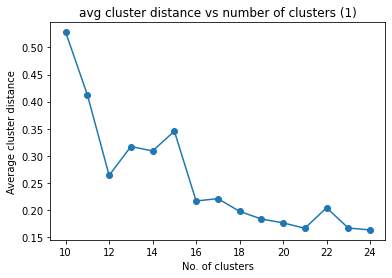 avg cluster distance vs number of clusters (1)
Average cluster distance
0.50
0.45
0.40
0.35
0.30
0.25
0.20
0.15
10 12 14 16 18 20 22 24
No. of clusters